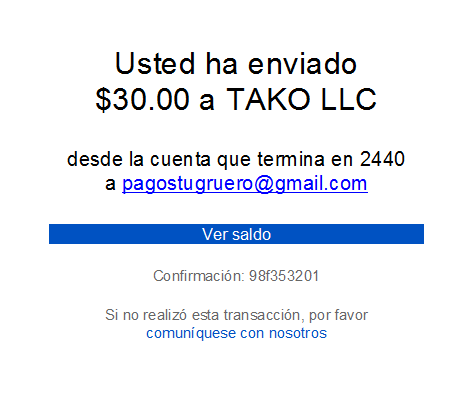 Usted ha enviado
$30.00 a TAKO LLC
desde la cuenta que termina en 2440
a pagostugruero@gmail.com
Ver saldo
Confirmación: 98f353201
Si no realizó esta transacción, por favor
comuníquese con nosotros